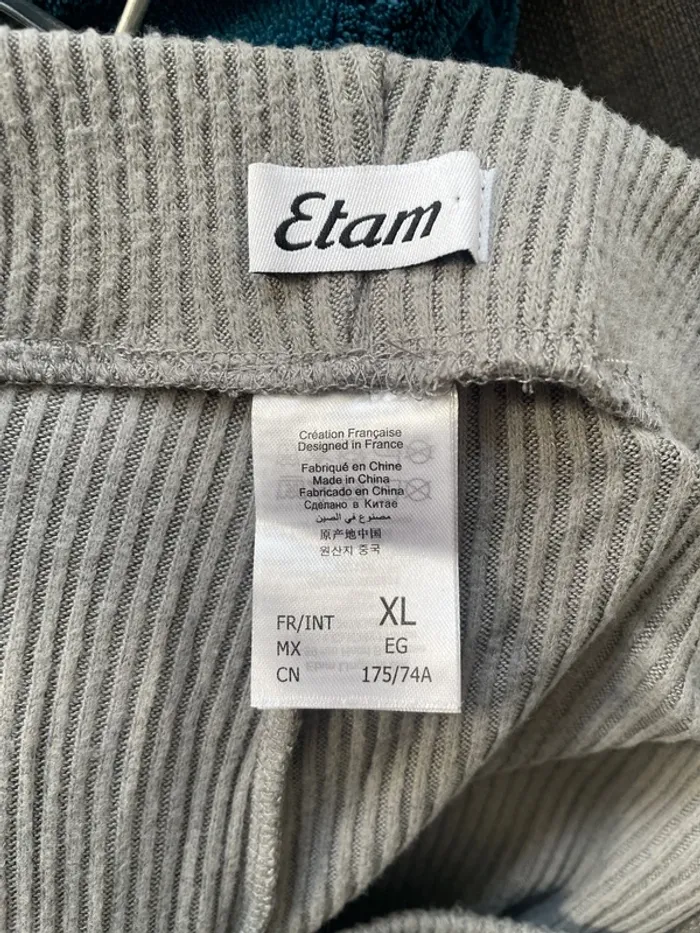 Etam
Création Française
Designed in France
Fabriqué en Chine
Made in China
Fabricado en China
Сделано в Китае
مصنوع في الصين
原产地中国
원산지 중국
FR/INT XL
MX EG
CN 175/74A